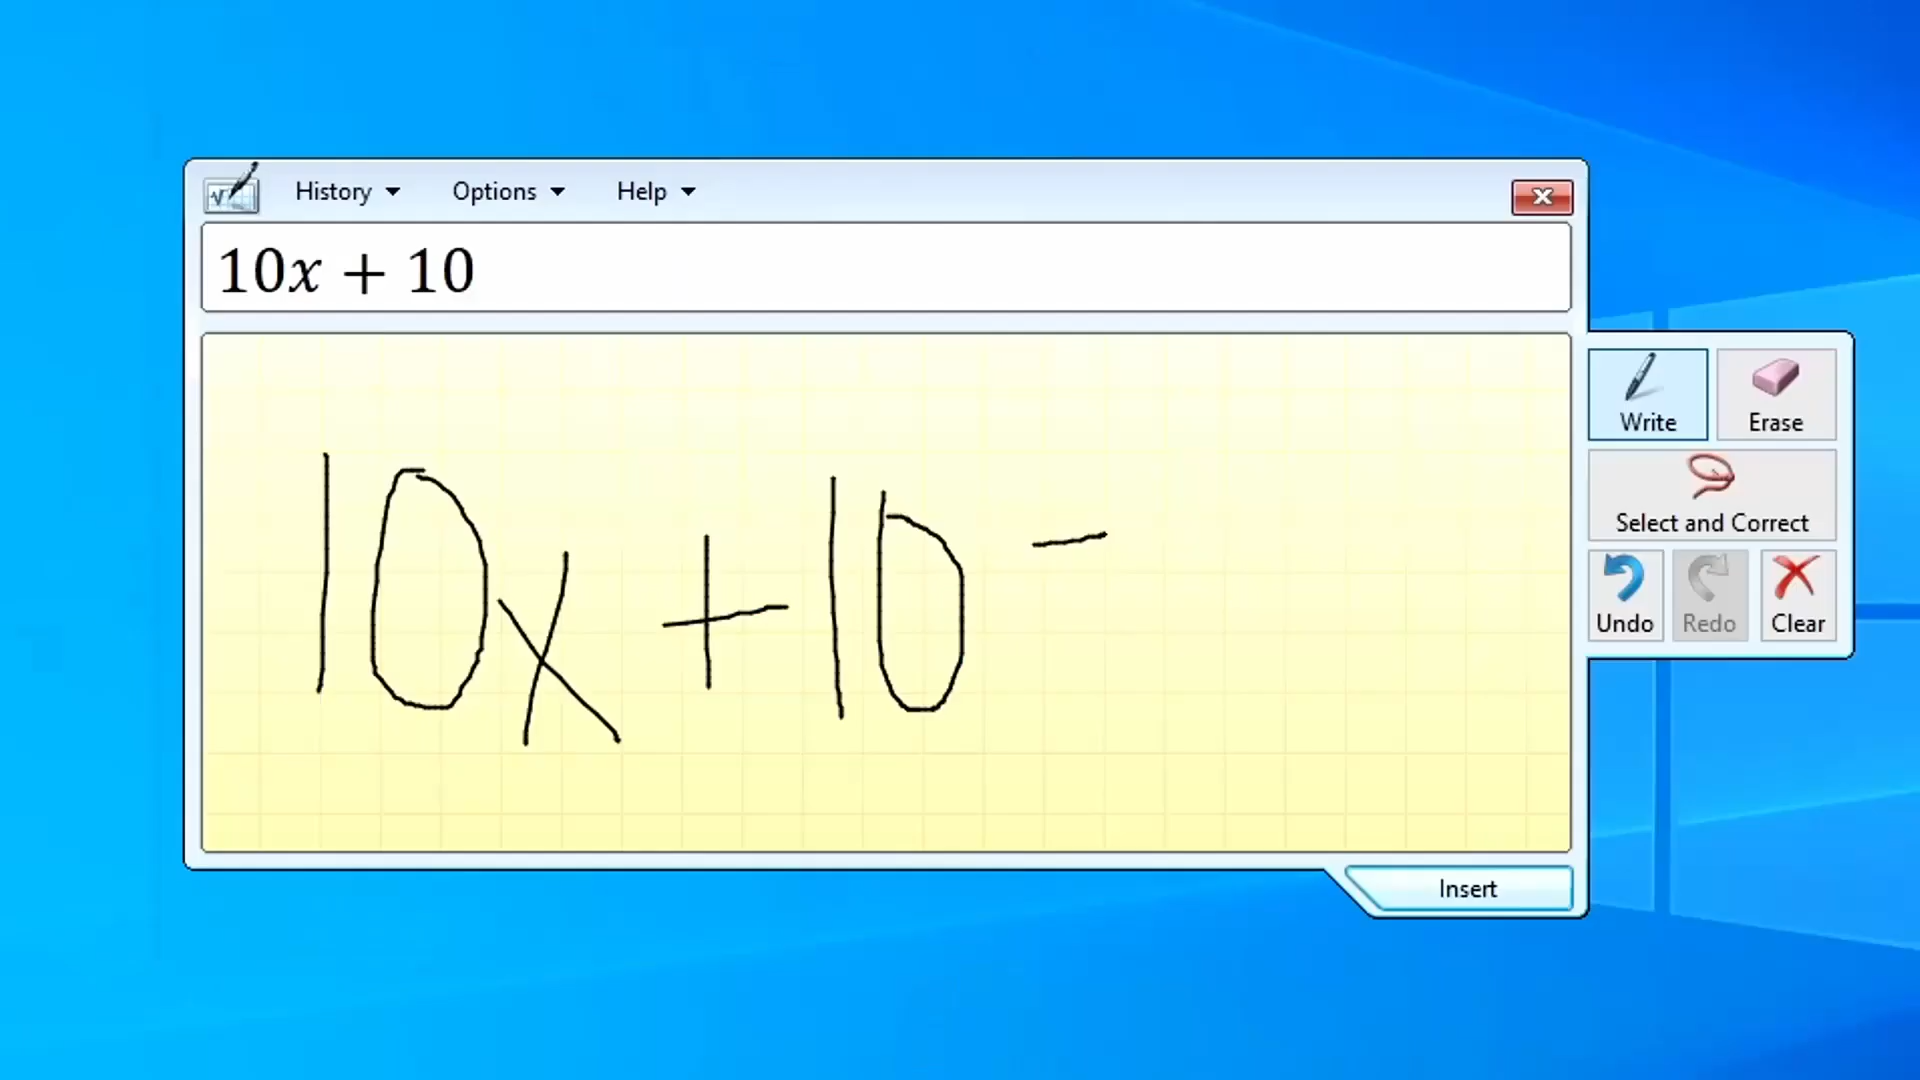 History Options Help
10x + 10
10x + 10 –
Write Erase
Select and Correct
Undo Redo Clear
Insert